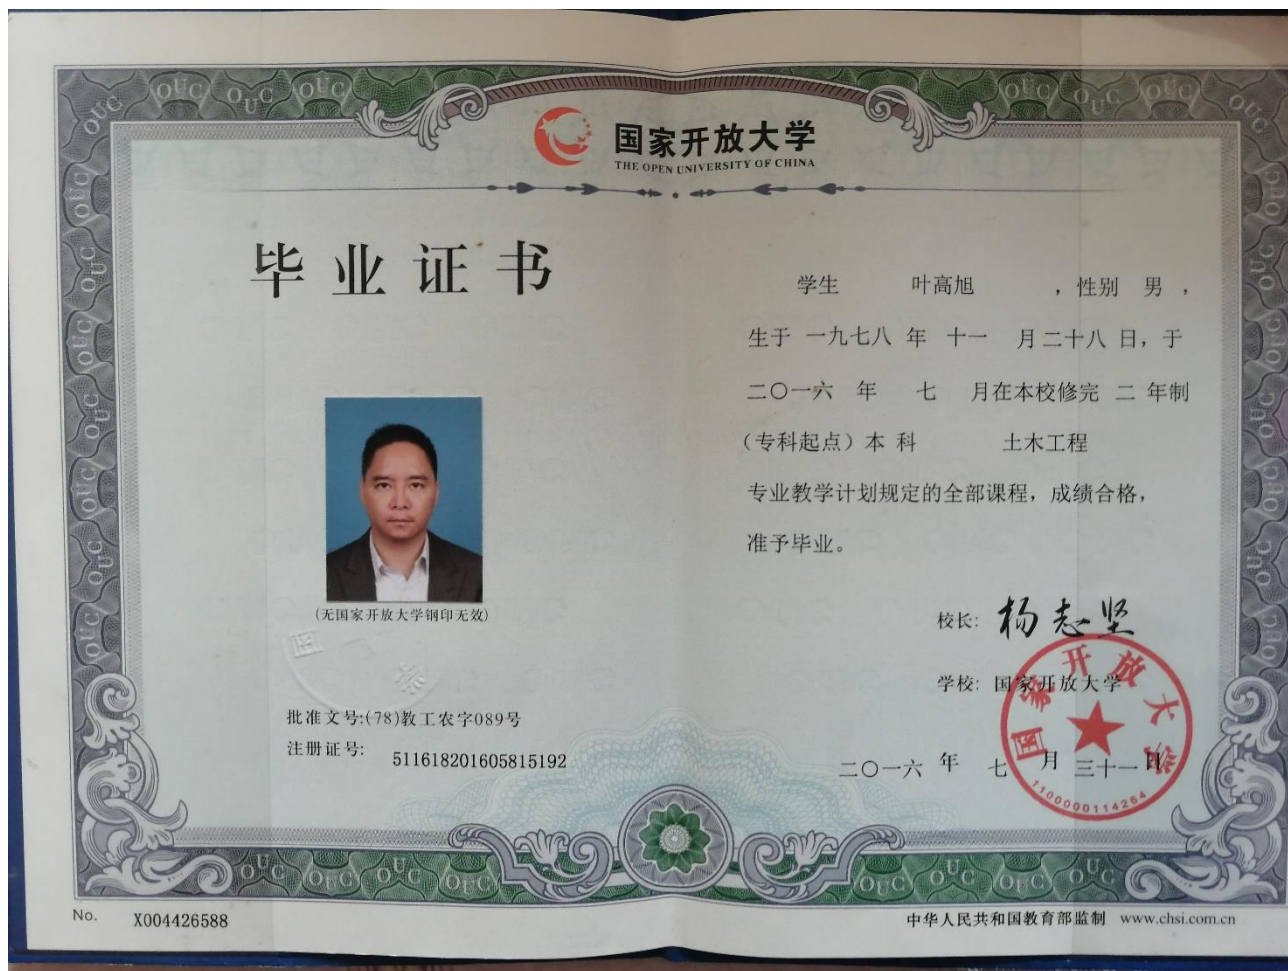 国家开放大学
THE OPEN UNIVERSITY OF CHINA
毕业证书
(无国家开放大学钢印无效)
批准文号:(78)教工农字089号
注册证号: 511618201605815192
学生 叶高旭 ，性别 男 ，
生于 一九七八 年 十一 月二十八 日，于
二〇一六 年 七 月在本校修完 二 年制
（专科起点）本 科 土木工程
专业教学计划规定的全部课程，成绩合格，
准予毕业。
校长: 杨志坚
学校: 国家开放大学
二〇一六 年 七 月 三十一日
国家开放大学
1100000114264
No. X004426588
中华人民共和国教育部监制 www.chsi.com.cn
OUC